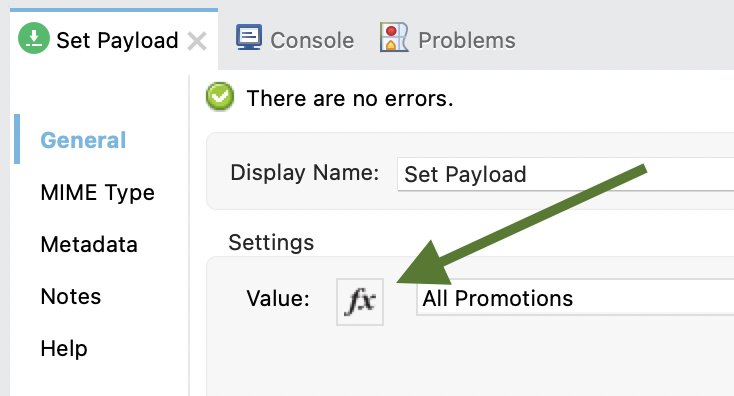 Set Payload
Console
Problems
There are no errors.
General
MIME Type
Metadata
Notes
Help
Display Name: Set Payload
Settings
Value: fx All Promotions